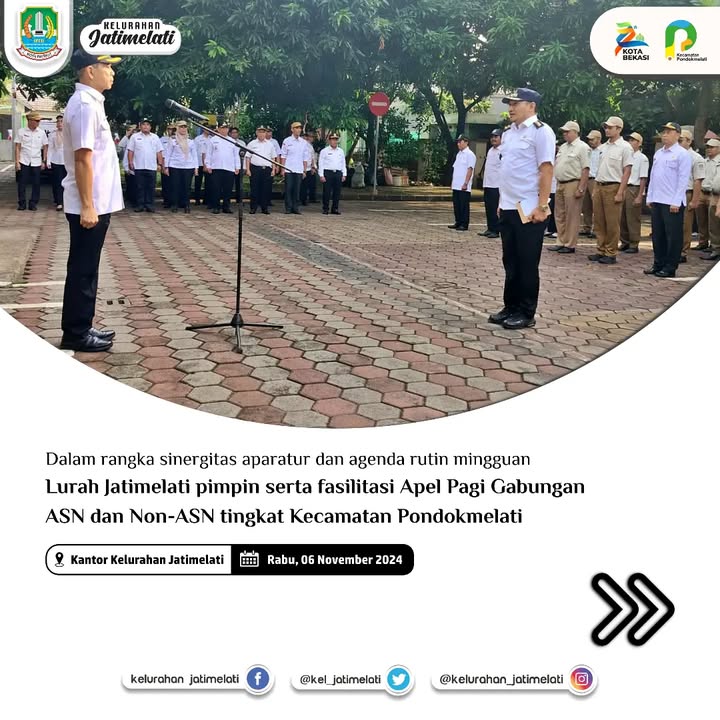 KELURAHAN
Jatimelati
KOTA
BEKASI
Kecamatan
Pondokmelati
Dalam rangka sinergitas aparatur dan agenda rutin mingguan
Lurah Jatimelati pimpin serta fasilitasi Apel Pagi Gabungan
ASN dan Non-ASN tingkat Kecamatan Pondokmelati
Kantor Kelurahan Jatimelati
Rabu, 06 November 2024
kelurahan jatimelati
@kel_jatimelati
@kelurahan_jatimelati